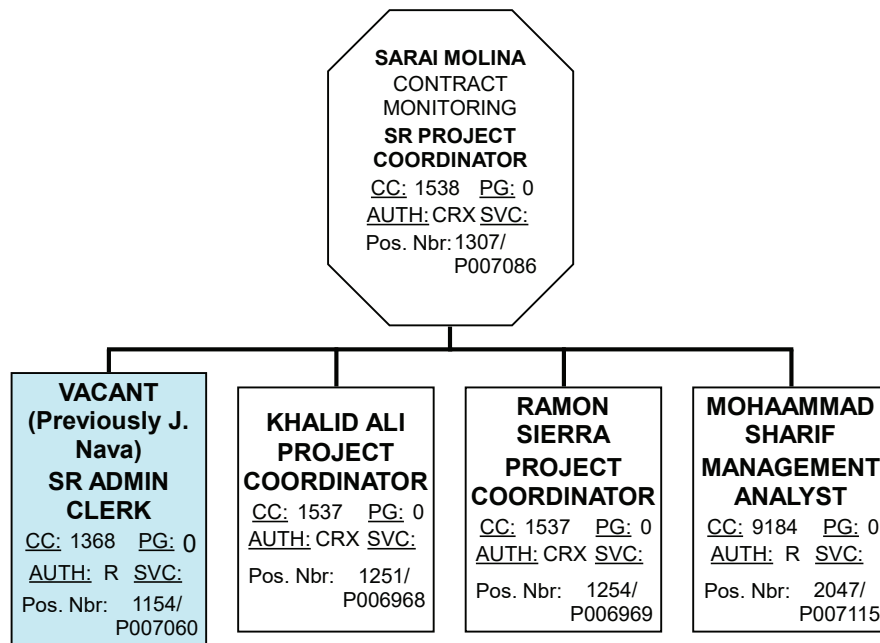 SARAI MOLINA
CONTRACT
MONITORING
SR PROJECT
COORDINATOR
CC: 1538 PG: 0
AUTH: CRX SVC:
Pos. Nbr: 1307/
P007086
VACANT
(Previously J.
Nava)
SR ADMIN
CLERK
CC: 1368 PG: 0
AUTH: R SVC:
Pos. Nbr: 1154/
P007060
KHALID ALI
PROJECT
COORDINATOR
CC: 1537 PG: 0
AUTH: CRX SVC:
Pos. Nbr: 1251/
P006968
RAMON
SIERRA
PROJECT
COORDINATOR
CC: 1537 PG: 0
AUTH: CRX SVC:
Pos. Nbr: 1254/
P006969
MOHAAMMAD
SHARIF
MANAGEMENT
ANALYST
CC: 9184 PG: 0
AUTH: R SVC:
Pos. Nbr: 2047/
P007115